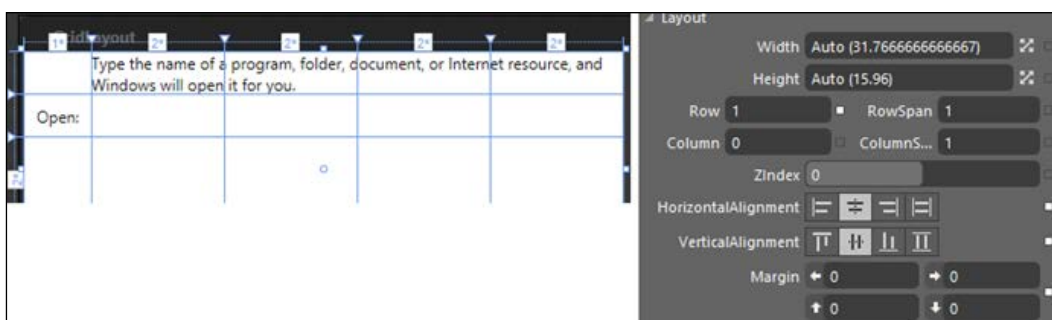 GridLayout
1* 2* 2* 2* 2*
Type the name of a program, folder, document, or Internet resource, and
Windows will open it for you.
Open:
2*
Layout
Width Auto (31.7666666666667)
Height Auto (15.96)
Row 1 RowSpan 1
Column 0 ColumnS... 1
ZIndex 0
HorizontalAlignment
VerticalAlignment
Margin 0 0
0 0